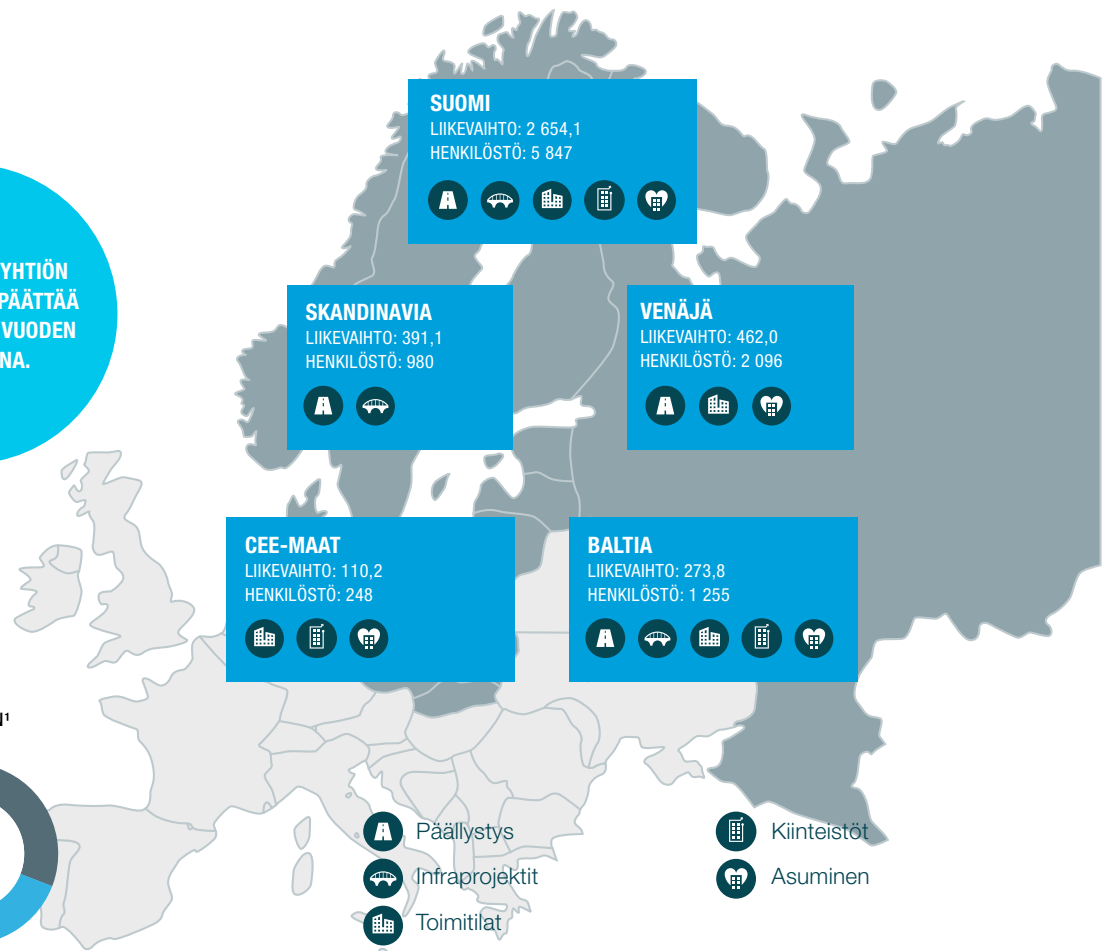 SUOMI
LIIKEVAIHTO: 2 654,1
HENKILÖSTÖ: 5 847
YHTIÖN
PÄÄTTÄÄ
VUODEN
NA.
SKANDINAVIA
LIIKEVAIHTO: 391,1
HENKILÖSTÖ: 980
VENÄJÄ
LIIKEVAIHTO: 462,0
HENKILÖSTÖ: 2 096
CEE-MAAT
LIIKEVAIHTO: 110,2
HENKILÖSTÖ: 248
BALTIA
LIIKEVAIHTO: 273,8
HENKILÖSTÖ: 1 255
Päällystys
Infraprojektit
Toimitilat
Kiinteistöt
Asuminen